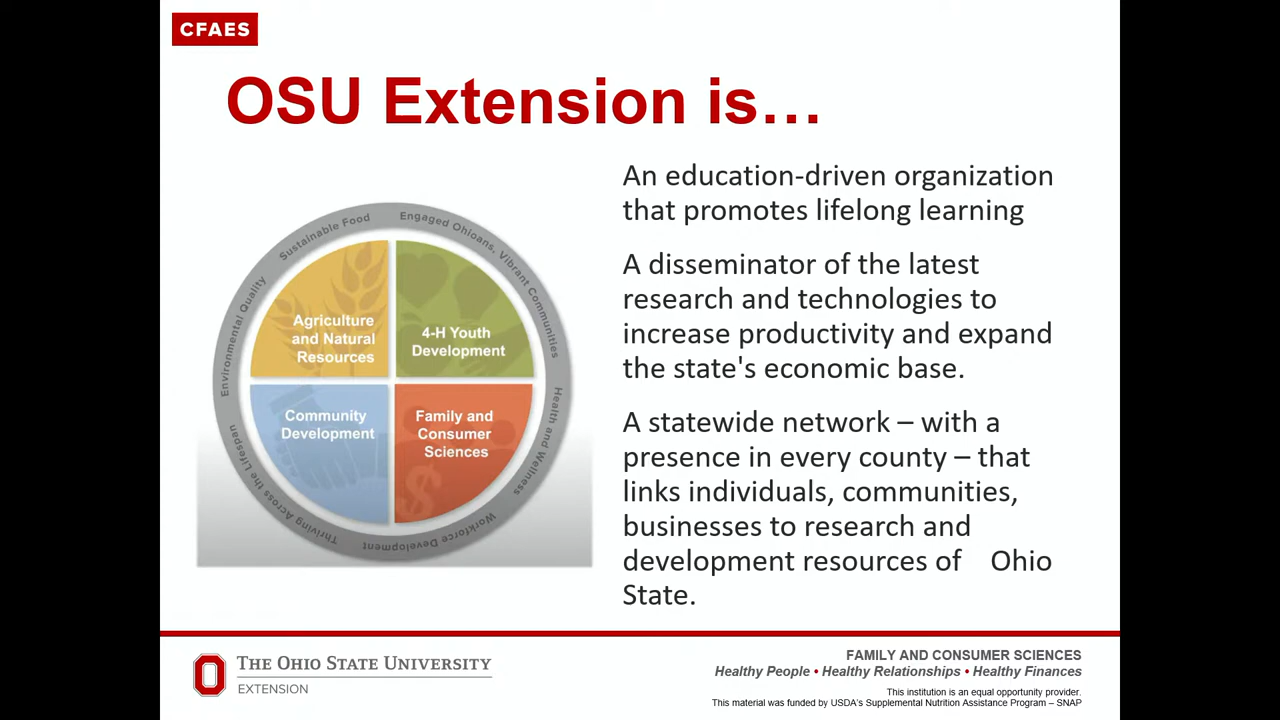 CFAES
OSU Extension is…
Sustainable Food
Engaged Ohioans, Vibrant Communities
Environmental Quality
Health and Wellness
Thriving Across the Lifespan
Workforce Development
Agriculture
and Natural
Resources
4-H Youth
Development
Community
Development
Family and
Consumer
Sciences
An education-driven organization
that promotes lifelong learning
A disseminator of the latest
research and technologies to
increase productivity and expand
the state's economic base.
A statewide network – with a
presence in every county – that
links individuals, communities,
businesses to research and
development resources of    Ohio
State.
THE OHIO STATE UNIVERSITY
EXTENSION
FAMILY AND CONSUMER SCIENCES
Healthy People • Healthy Relationships • Healthy Finances
This institution is an equal opportunity provider.
This material was funded by USDA's Supplemental Nutrition Assistance Program – SNAP